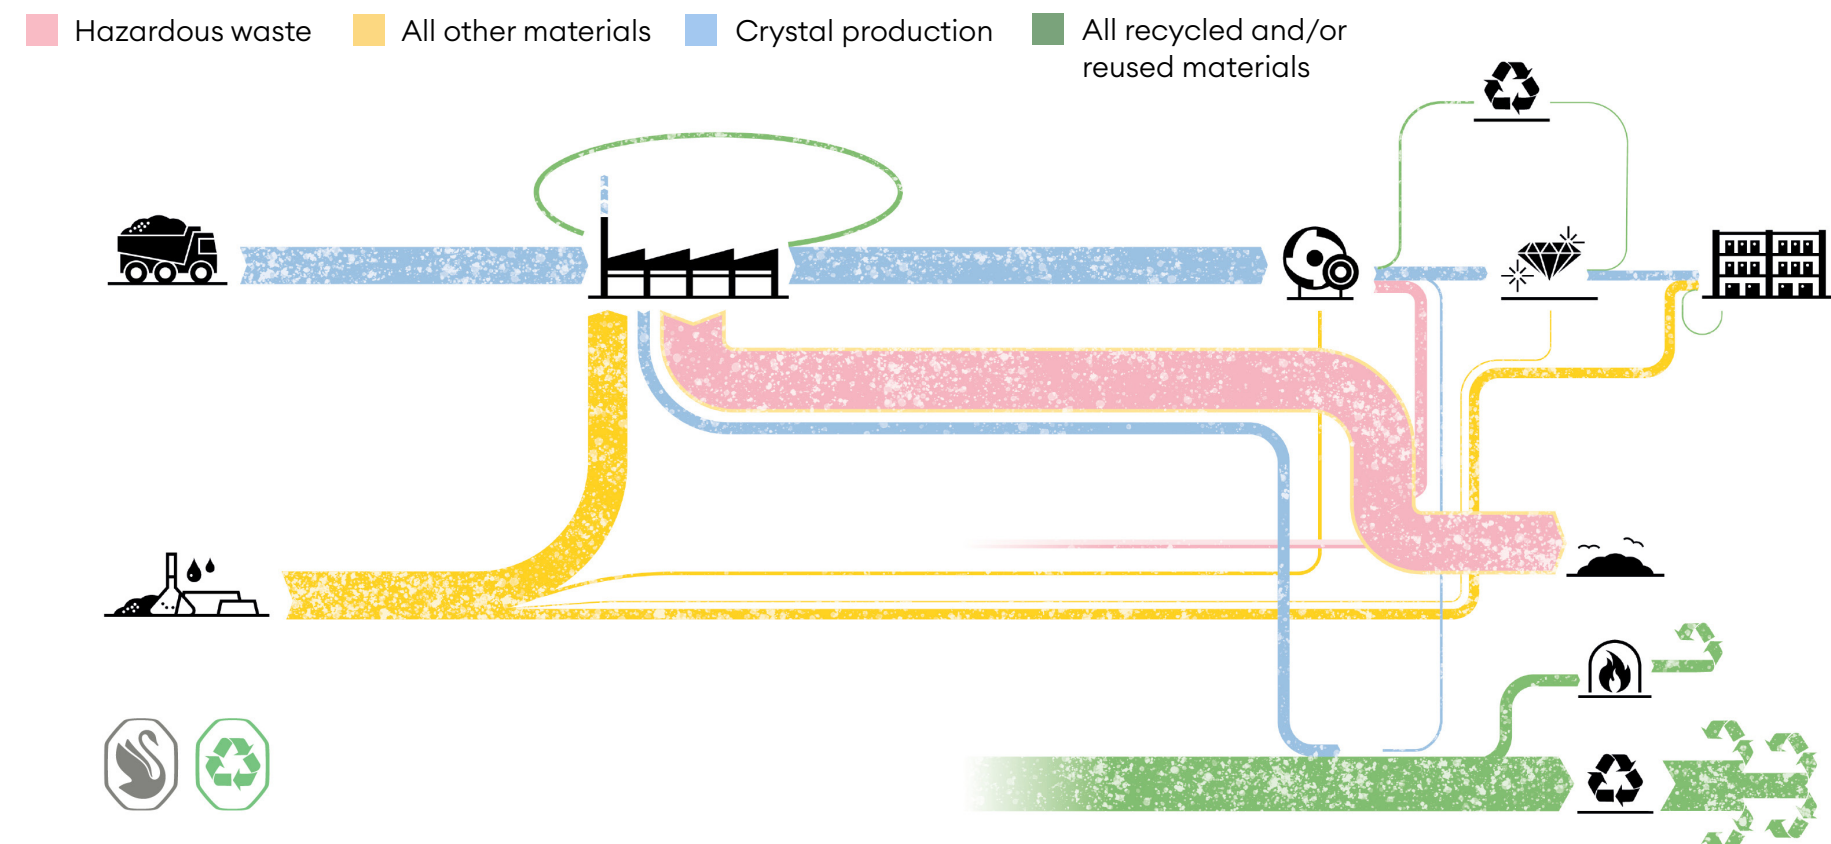 Hazardous waste
All other materials
Crystal production
All recycled and/or
reused materials